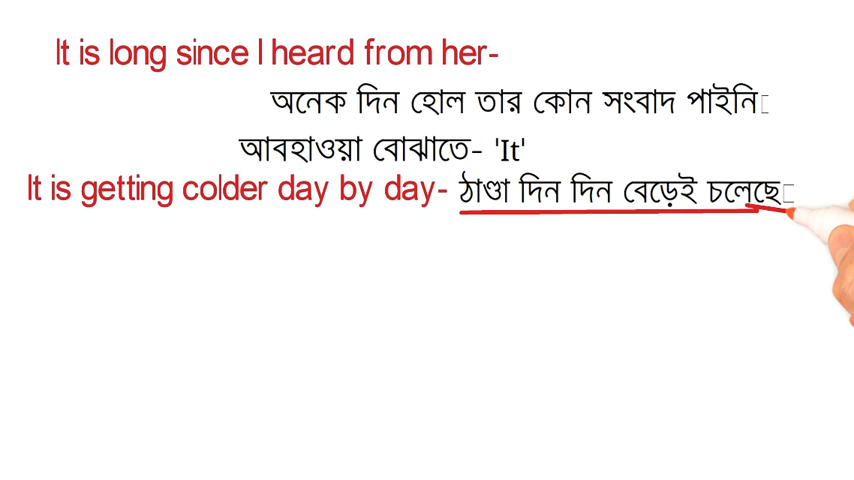 It is long since I heard from her-
অনেক দিন হোল তার কোন সংবাদ পাইনি
আবহাওয়া বোঝাতে- 'It'
It is getting colder day by day- ঠাণ্ডা দিন দিন বেড়েই চলেছে